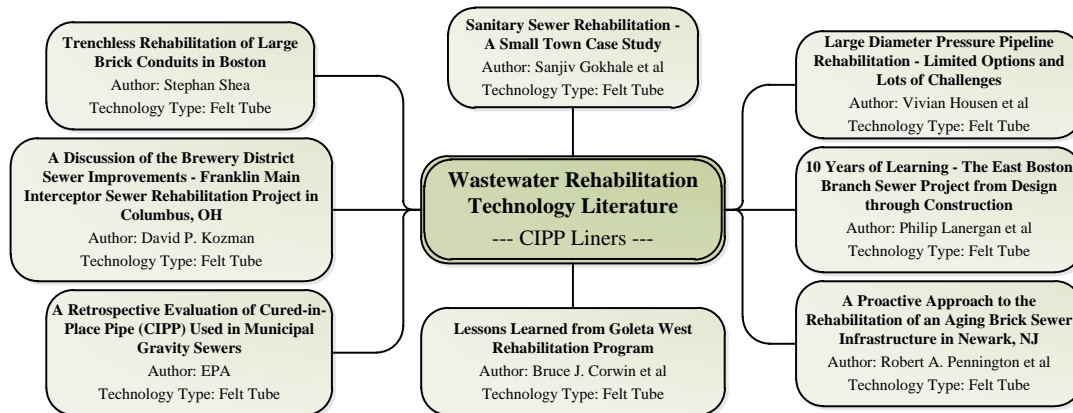 Trenchless Rehabilitation of Large
Brick Conduits in Boston
Author: Stephan Shea
Technology Type: Felt Tube
Sanitary Sewer Rehabilitation -
A Small Town Case Study
Author: Sanjiv Gokhale et al
Technology Type: Felt Tube
Large Diameter Pressure Pipeline
Rehabilitation - Limited Options and
Lots of Challenges
Author: Vivian Housen et al
Technology Type: Felt Tube
A Discussion of the Brewery District
Sewer Improvements - Franklin Main
Interceptor Sewer Rehabilitation Project in
Columbus, OH
Author: David P. Kozman
Technology Type: Felt Tube
Wastewater Rehabilitation
Technology Literature
--- CIPP Liners ---
10 Years of Learning - The East Boston
Branch Sewer Project from Design
through Construction
Author: Philip Lanergan et al
Technology Type: Felt Tube
A Retrospective Evaluation of Cured-in-
Place Pipe (CIPP) Used in Municipal
Gravity Sewers
Author: EPA
Technology Type: Felt Tube
Lessons Learned from Goleta West
Rehabilitation Program
Author: Bruce J. Corwin et al
Technology Type: Felt Tube
A Proactive Approach to the
Rehabilitation of an Aging Brick Sewer
Infrastructure in Newark, NJ
Author: Robert A. Pennington et al
Technology Type: Felt Tube